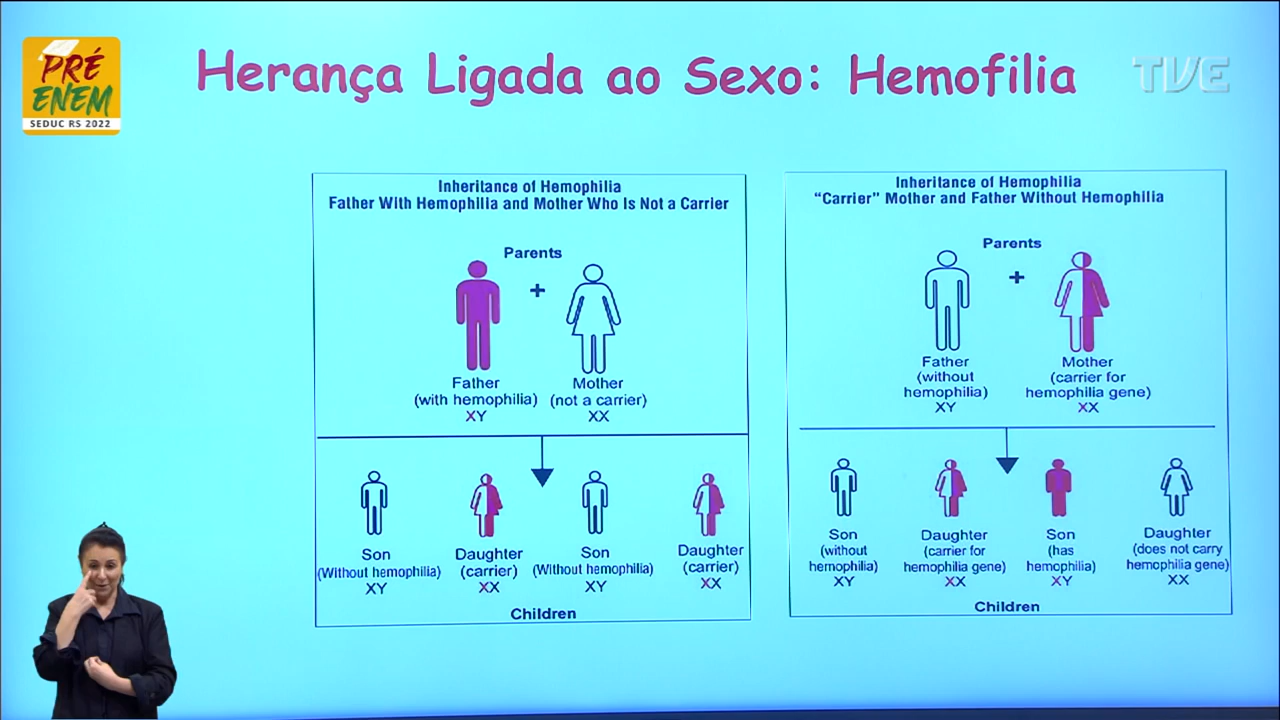 PRÉ
ENEM
SEDUC RS 2022
Herança Ligada ao Sexo: Hemofilia
TVE
Inheritance of Hemophilia
Father With Hemophilia and Mother Who Is Not a Carrier
Parents
+
Father
(with hemophilia)
XY
Mother
(not a carrier)
XX
Son
(Without hemophilia)
XY
Daughter
(carrier)
XX
Son
(Without hemophilia)
XY
Daughter
(carrier)
XX
Children
Inheritance of Hemophilia
“Carrier” Mother and Father Without Hemophilia
Parents
+
Father
(without
hemophilia)
XY
Mother
(carrier for
hemophilia gene)
XX
Son
(without
hemophilia)
XY
Daughter
(carrier for
hemophilia gene)
XX
Son
(has
hemophilia)
XY
Daughter
(does not carry
hemophilia gene)
XX
Children